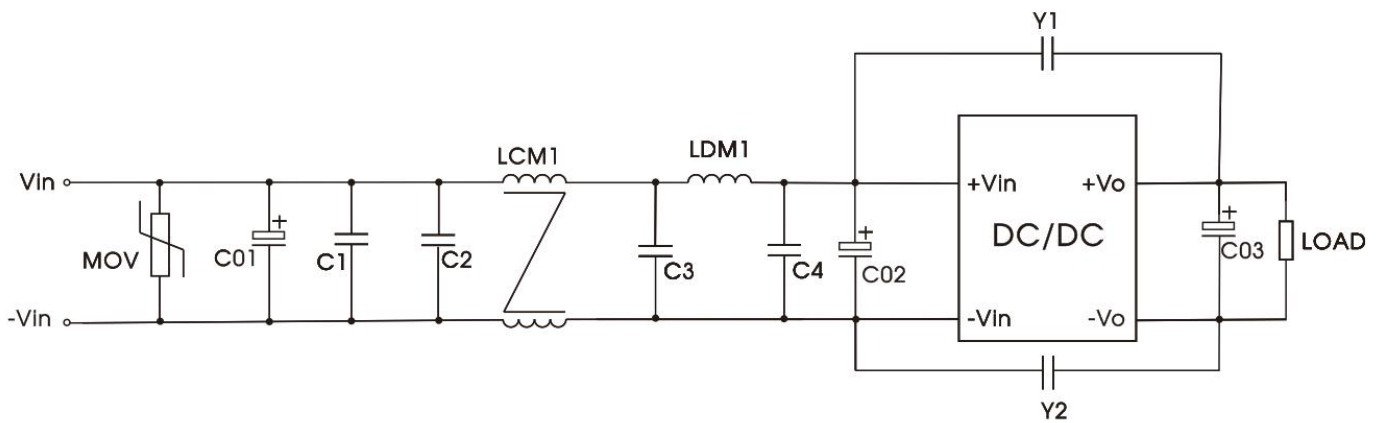 Y1
LCM1
LDM1
Vin
+Vin
+Vo
MOV
+
C01
C1
C2
C3
C4
+
C02
DC/DC
+
C03
LOAD
-Vin
-Vin
-Vo
Y2